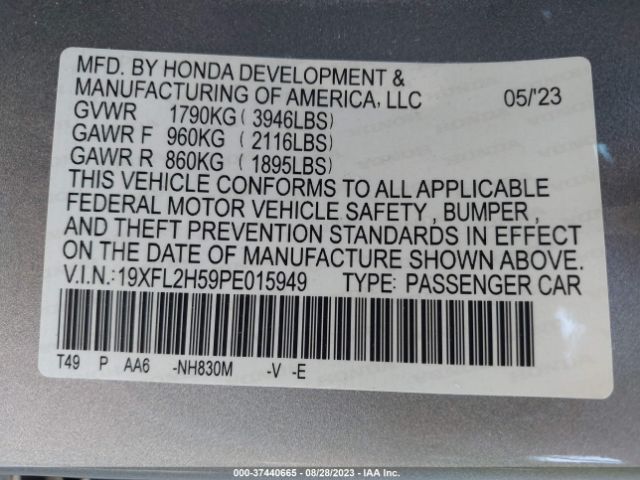 MFD. BY HONDA DEVELOPMENT &
MANUFACTURING OF AMERICA, LLC 05/'23
GVWR 1790KG ( 3946LBS)
GAWR F 960KG ( 2116LBS)
GAWR R 860KG ( 1895LBS)
THIS VEHICLE CONFORMS TO ALL APPLICABLE
FEDERAL MOTOR VEHICLE SAFETY , BUMPER ,
AND THEFT PREVENTION STANDARDS IN EFFECT
ON THE DATE OF MANUFACTURE SHOWN ABOVE.
V.I.N.:19XFL2H59PE015949 TYPE: PASSENGER CAR
T49 P AA6 -NH830M -V -E
000-37440665 | 08/28/2023 | COPART.COM